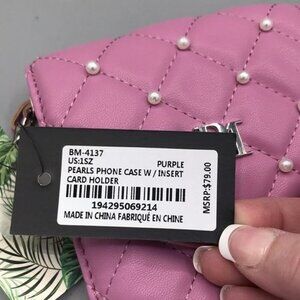 BM-4137
US:1SZ PURPLE
PEARLS PHONE CASE W / INSERT
CARD HOLDER
194295069214
MADE IN CHINA FABRIQUÉ EN CHINE
MSRP:$79.00